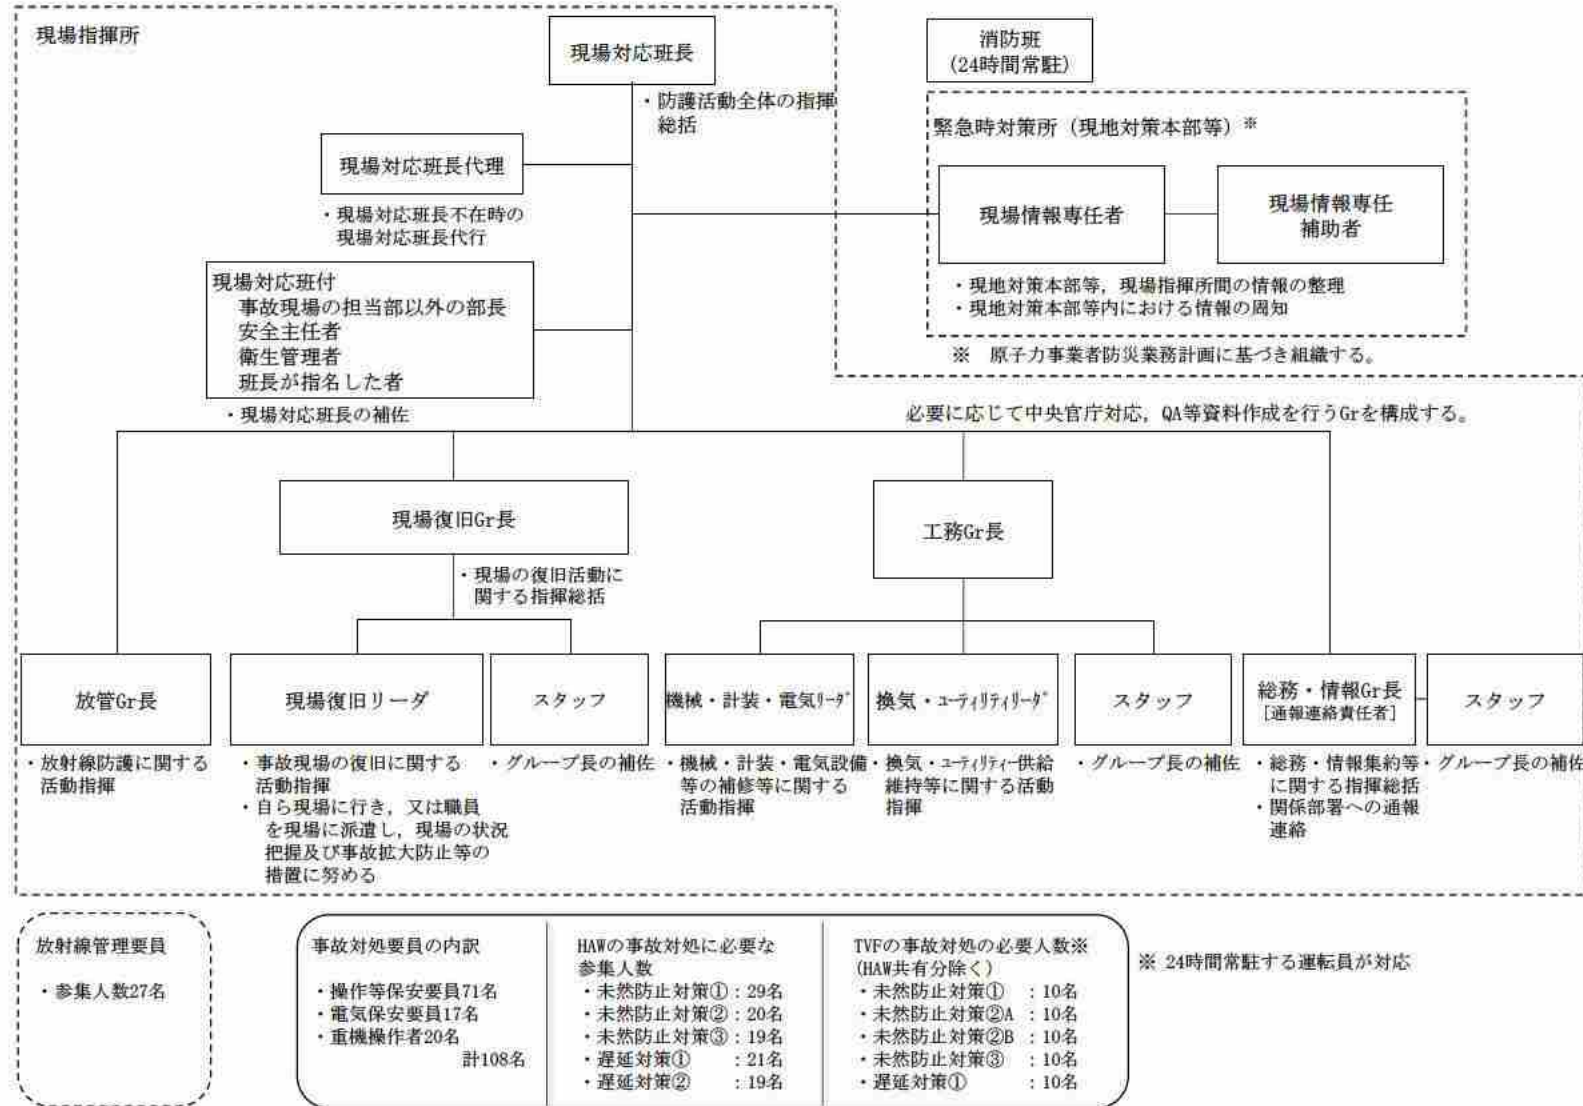 現場指揮所
現場対応班長
・防護活動全体の指揮
総括
消防班
(24時間常駐)
緊急時対策所（現地対策本部等）※
現場対応班長代理
・現場対応班長不在時の
現場対応班長代行
現場情報専任者
現場情報専任
補助者
・現地対策本部等，現場指揮所間の情報の整理
・現地対策本部等内における情報の周知
※ 原子力事業者防災業務計画に基づき組織する。
現場対応班付
事故現場の担当部以外の部長
安全主任者
衛生管理者
班長が指名した者
・現場対応班長の補佐
必要に応じて中央官庁対応，QA等資料作成を行うGrを構成する。
現場復旧Gr長
・現場の復旧活動に
関する指揮総括
工務Gr長
放管Gr長
・放射線防護に関する
活動指揮
現場復旧リーダ
・事故現場の復旧に関する
活動指揮
・自ら現場に行き，又は職員
を現場に派遣し，現場の状況
把握及び事故拡大防止等の
措置に努める
スタッフ
・グループ長の補佐
機械・計装・電気ﾘｰﾀﾞ
・機械・計装・電気設備
等の補修等に関する
活動指揮
換気・ﾕｰﾃｨﾘﾃｨﾘｰﾀﾞ
・換気・ﾕｰﾃｨﾘﾃｨｰ供給
維持等に関する活動
指揮
スタッフ
・グループ長の補佐
総務・情報Gr長
[通報連絡責任者]
・総務・情報集約等
に関する指揮総括
・関係部署への通報
連絡
スタッフ
・グループ長の補佐
放射線管理要員
・参集人数27名
事故対処要員の内訳
・操作等保安要員71名
・電気保安要員17名
・重機操作者20名
計108名
HAWの事故対処に必要な
参集人数
・未然防止対策①：29名
・未然防止対策②：20名
・未然防止対策③：19名
・遅延対策① ：21名
・遅延対策② ：19名
TVFの事故対処の必要人数※
(HAW共有分除く)
・未然防止対策① ：10名
・未然防止対策②A ：10名
・未然防止対策②B ：10名
・未然防止対策③ ：10名
・遅延対策① ：10名
※ 24時間常駐する運転員が対応